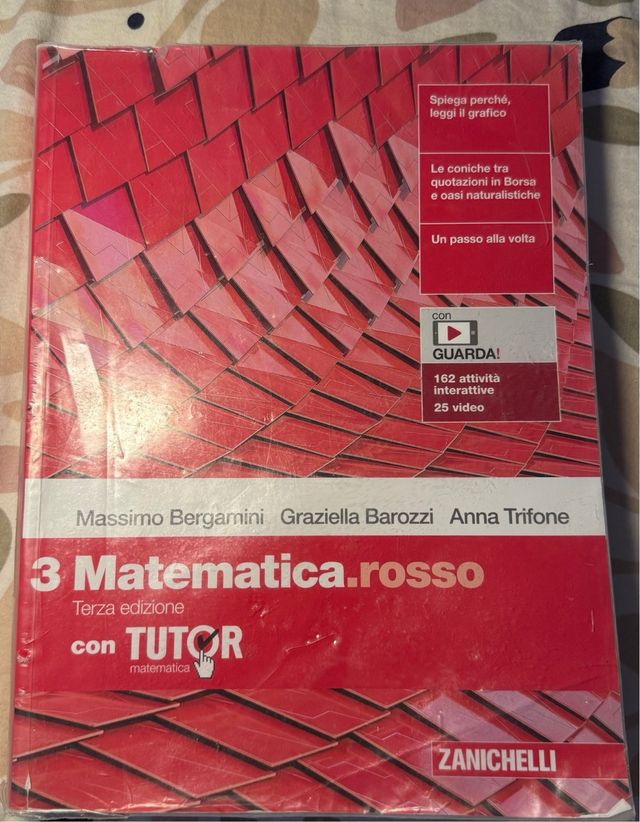 Spiega perché,
leggi il grafico
Le coniche tra
quotazioni in Borsa
e oasi naturalistiche
Un passo alla volta
con
GUARDA!
162 attività
interattive
25 video
Massimo Bergamini Graziella Barozzi Anna Trifone
3 Matematica.rosso
Terza edizione
con TUTOR
matematica
ZANICHELLI